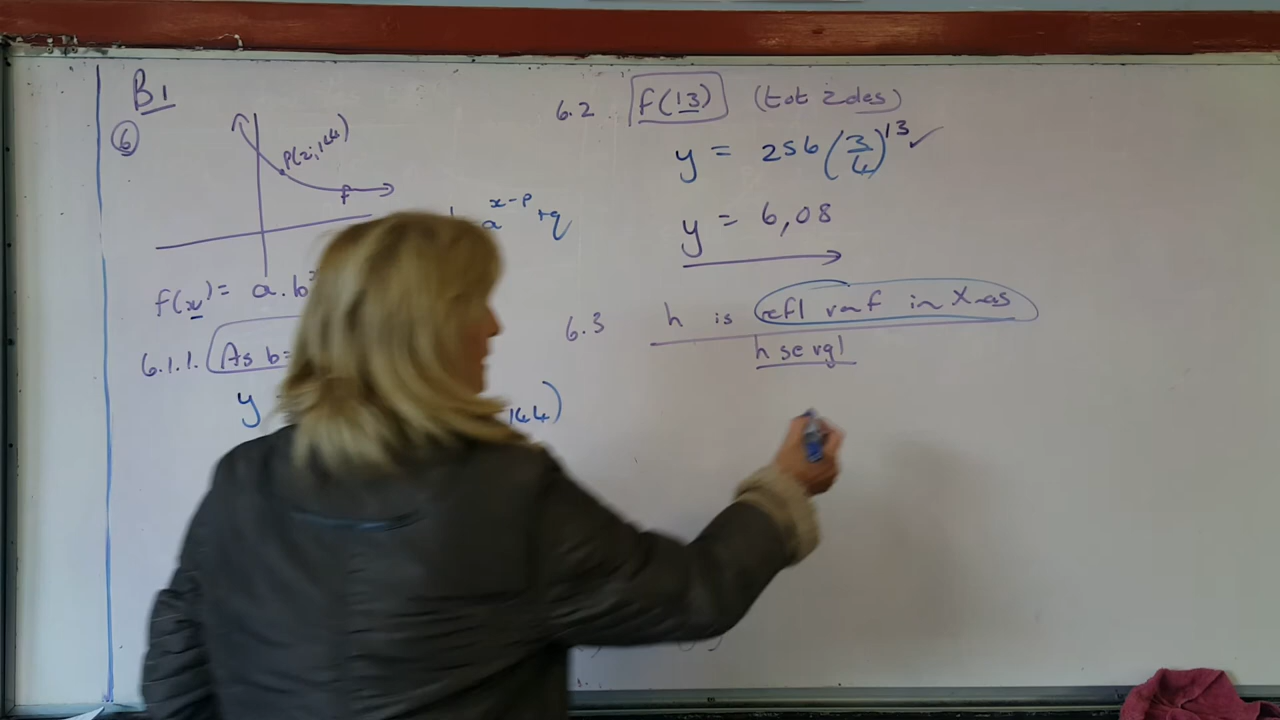 B1
6
P(2;144)
f
a^(x-p) +q
f(x) = a.b
6.1.1. As b=
y
144)
6.2 f(13) (tot 2 des)
y = 256(3/4)^13 ✓
y = 6,08
6.3 h is refl van f in X-as
h se vgl